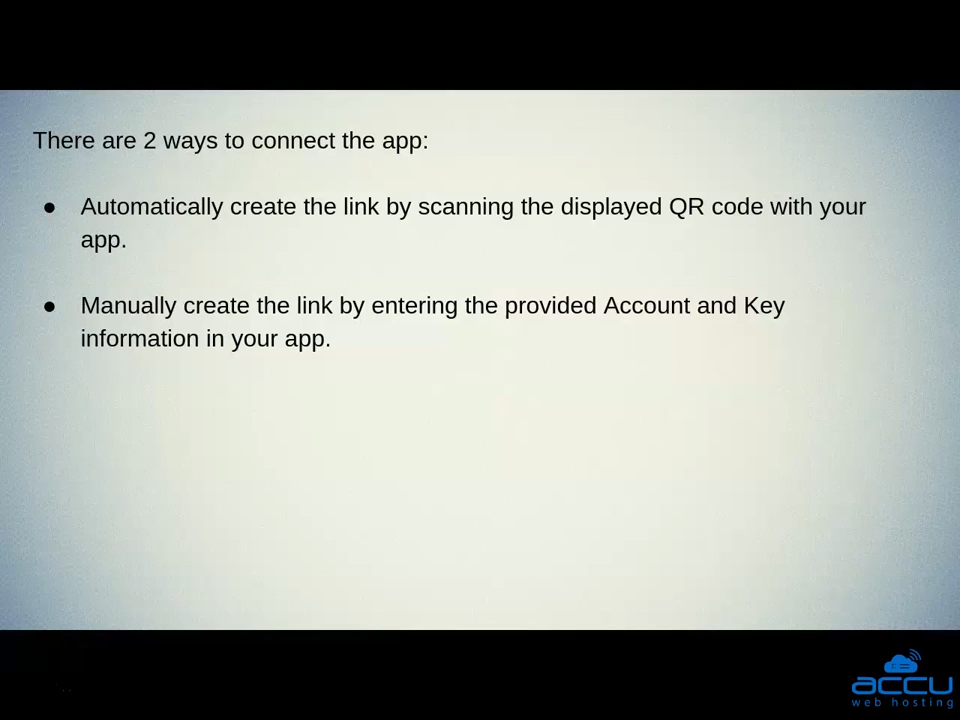 There are 2 ways to connect the app:
● Automatically create the link by scanning the displayed QR code with your
app.
● Manually create the link by entering the provided Account and Key
information in your app.
accu
web hosting